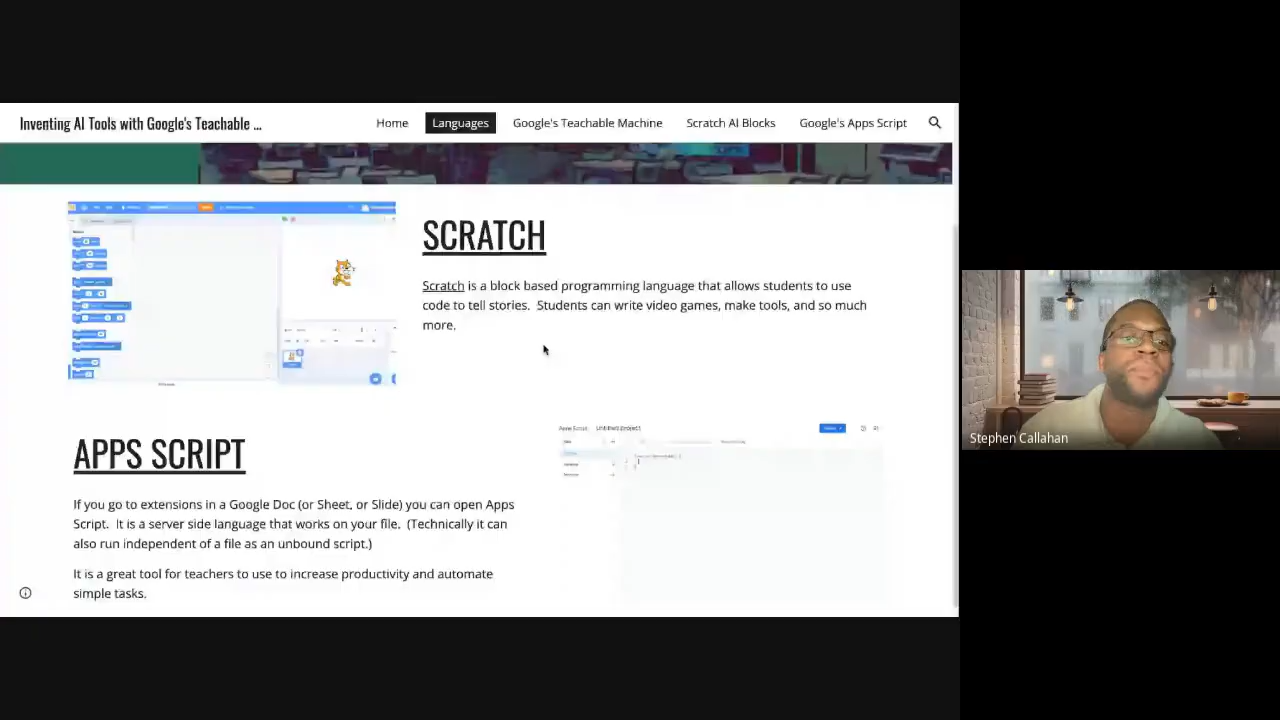 Inventing AI Tools with Google's Teachable ...
Home
Languages
Google's Teachable Machine
Scratch AI Blocks
Google's Apps Script
SCRATCH
Scratch is a block based programming language that allows students to use
code to tell stories. Students can write video games, make tools, and so much
more.
APPS SCRIPT
If you go to extensions in a Google Doc (or Sheet, or Slide) you can open Apps
Script. It is a server side language that works on your file. (Technically it can
also run independent of a file as an unbound script.)
It is a great tool for teachers to use to increase productivity and automate
simple tasks.
Apps Script
Untitled project
Stephen Callahan